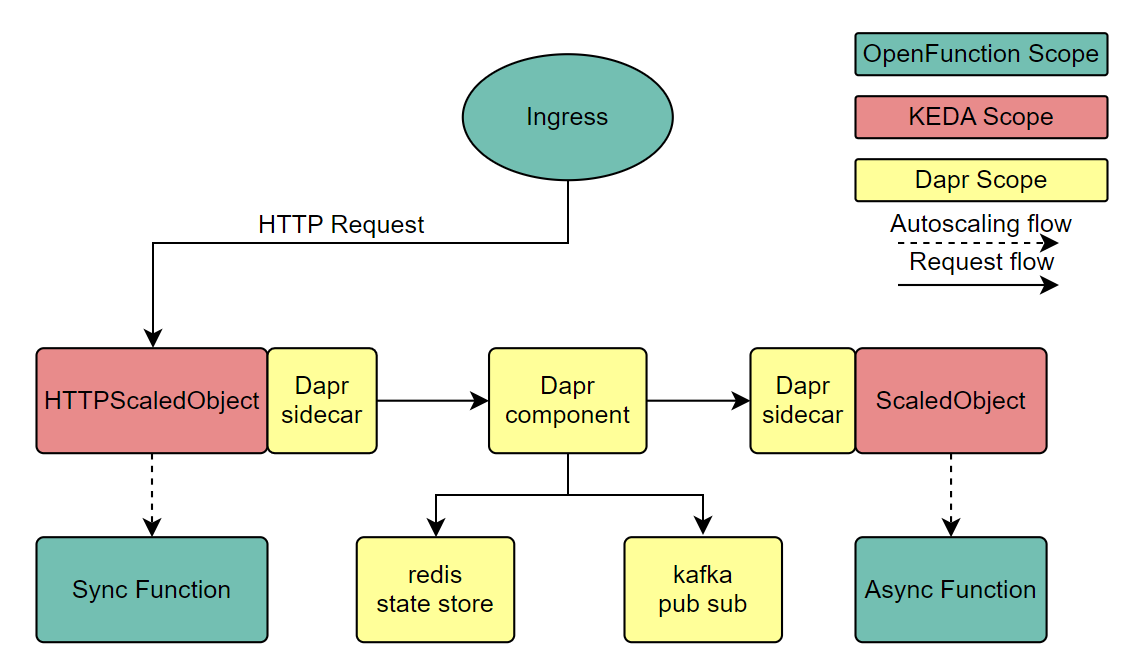 OpenFunction Scope
Ingress
KEDA Scope
Dapr Scope
HTTP Request
Autoscaling flow
Request flow
HTTPScaledObject
Dapr
sidecar
Dapr
component
Dapr
sidecar
ScaledObject
Sync Function
redis
state store
kafka
pub sub
Async Function